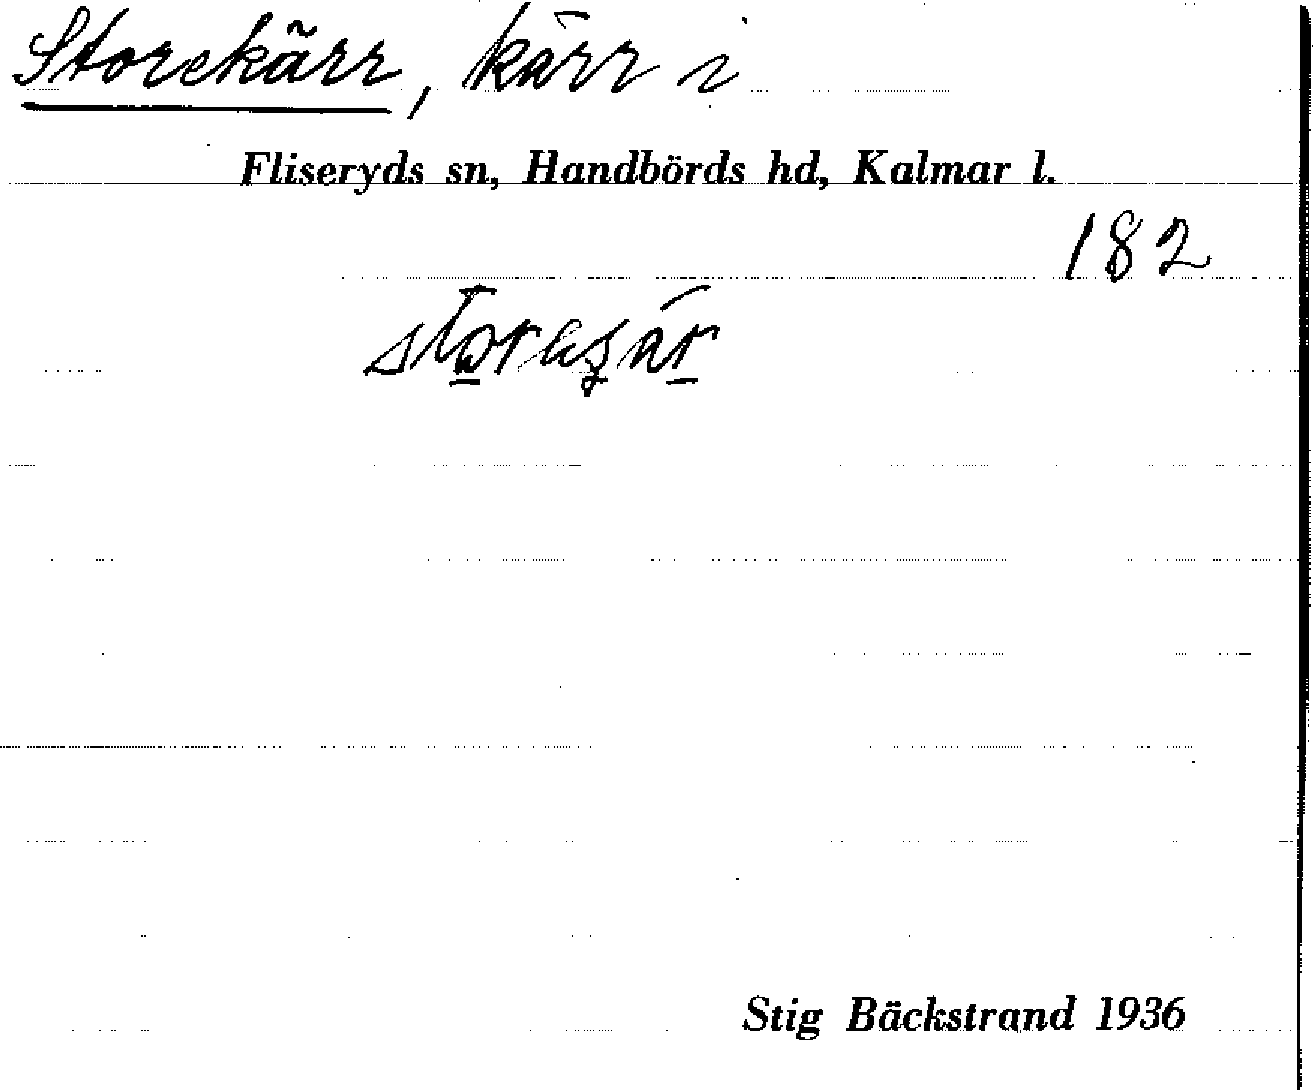 Storekärr, kärr i
Fliseryds sn, Handbörds hd, Kalmar l.
182
Stig Bäckstrand 1936